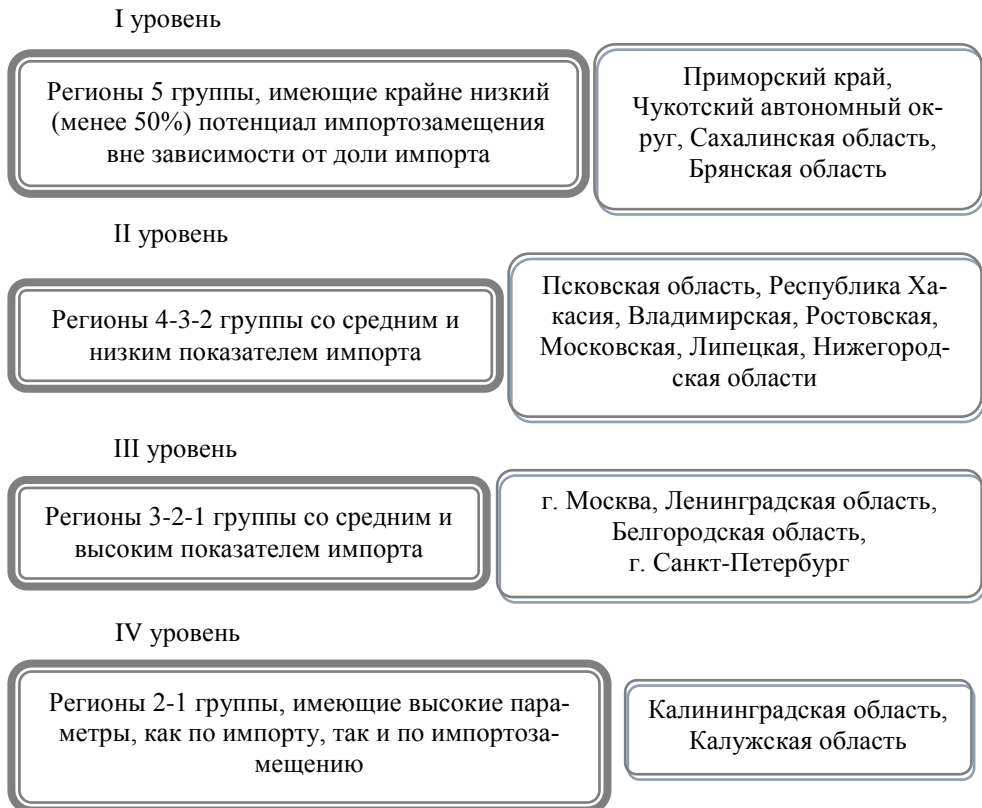 I уровень
Регионы 5 группы, имеющие крайне низкий
(менее 50%) потенциал импортозамещения
вне зависимости от доли импорта
Приморский край,
Чукотский автономный ок-
руг, Сахалинская область,
Брянская область
II уровень
Регионы 4-3-2 группы со средним и
низким показателем импорта
Псковская область, Республика Ха-
касия, Владимирская, Ростовская,
Московская, Липецкая, Нижегород-
ская области
III уровень
Регионы 3-2-1 группы со средним и
высоким показателем импорта
г. Москва, Ленинградская область,
Белгородская область,
г. Санкт-Петербург
IV уровень
Регионы 2-1 группы, имеющие высокие пара-
метры, как по импорту, так и по импортоза-
мещению
Калининградская область,
Калужская область